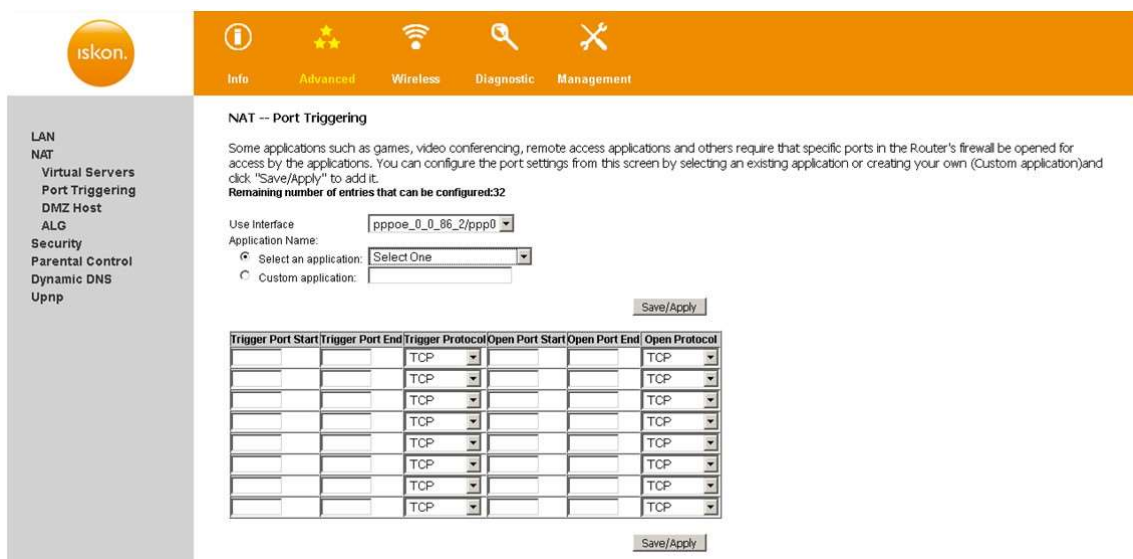 iskon.
Info Advanced Wireless Diagnostic Management
LAN
NAT
Virtual Servers
Port Triggering
DMZ Host
ALG
Security
Parental Control
Dynamic DNS
Upnp
NAT -- Port Triggering
Some applications such as games, video conferencing, remote access applications and others require that specific ports in the Router's firewall be opened for
access by the applications. You can configure the port settings from this screen by selecting an existing application or creating your own (Custom application)and
click "Save/Apply" to add it.
Remaining number of entries that can be configured:32
Use Interface pppoe_0_0_86_2/ppp0
Application Name:
Select an application: Select One
Custom application:
Save/Apply
Trigger Port Start Trigger Port End Trigger Protocol Open Port Start Open Port End Open Protocol
TCP TCP
TCP TCP
TCP TCP
TCP TCP
TCP TCP
TCP TCP
TCP TCP
TCP TCP
Save/Apply